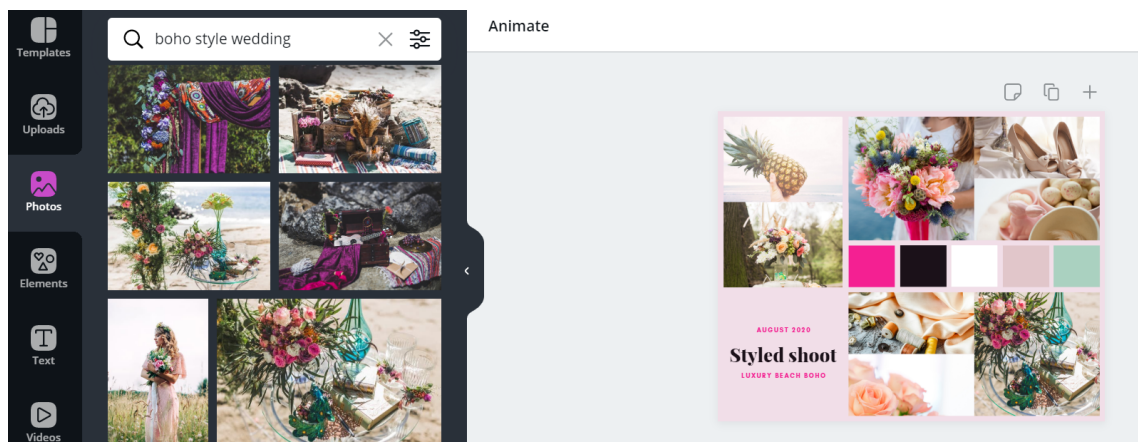 Templates
Uploads
Photos
Elements
Text
Videos
boho style wedding
Animate
AUGUST 2020
Styled shoot
LUXURY BEACH BOHO